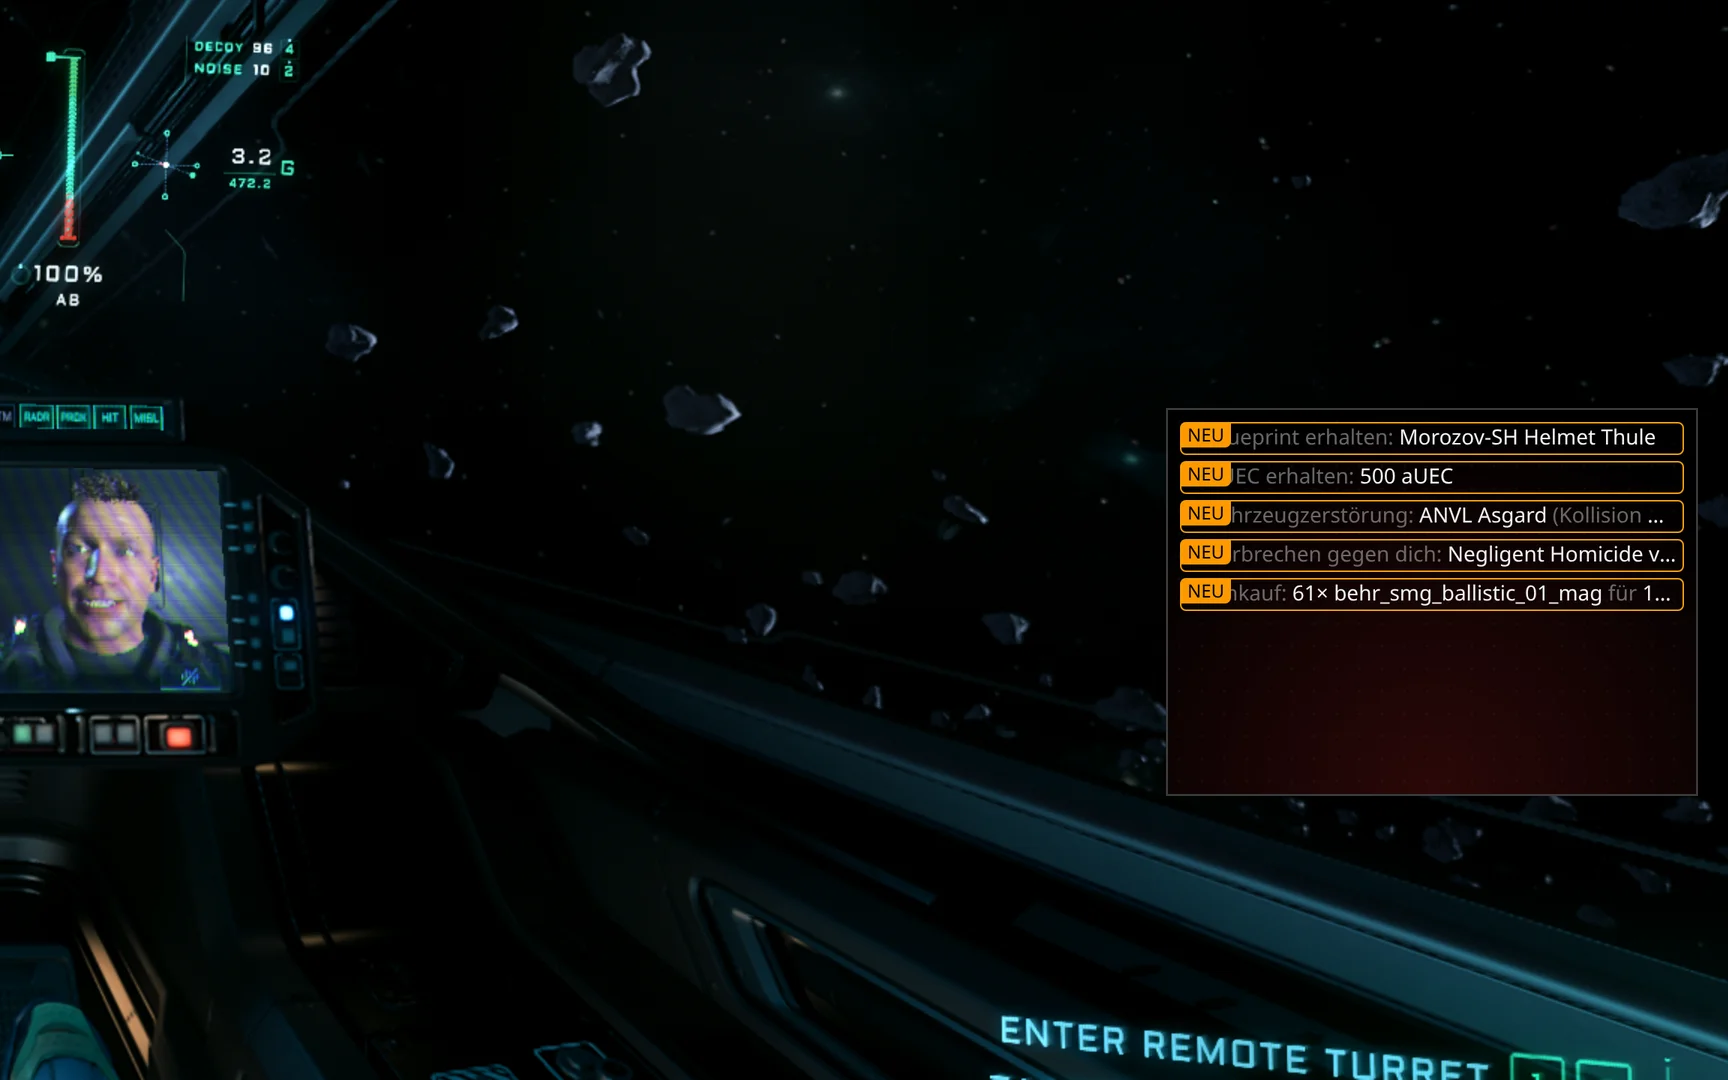 DECOY 96 4
NOISE 10 2
3.2 G
472.2
100%
AB
RADR HIT MISL
NEU ueprint erhalten: Morozov-SH Helmet Thule
NEU EC erhalten: 500 aUEC
NEU hrzeugzerstörung: ANVL Asgard (Kollision ...
NEU rbrechen gegen dich: Negligent Homicide v...
NEU nkauf: 61× behr_smg_ballistic_01_mag für 1...
ENTER REMOTE TURRET